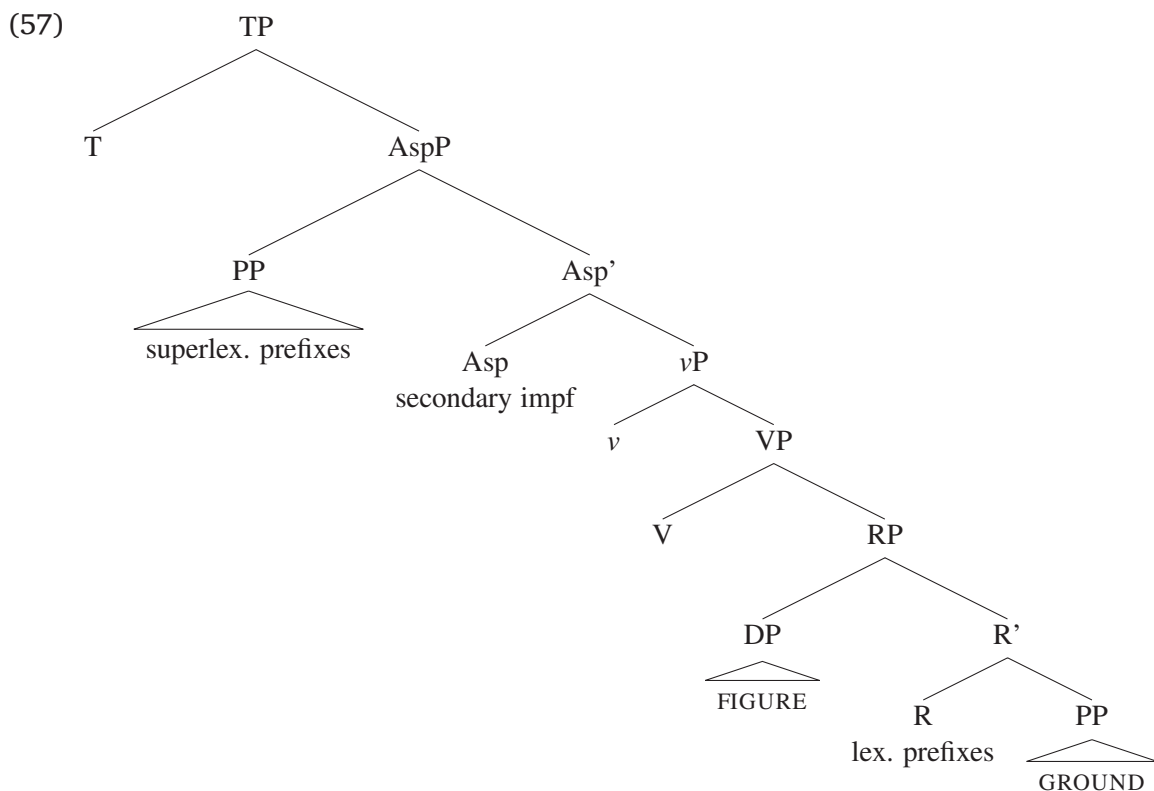 (57) TP
T AspP
PP Asp’
superlex. prefixes Asp vP
secondary impf
v VP
V RP
DP R’
FIGURE R PP
lex. prefixes
GROUND